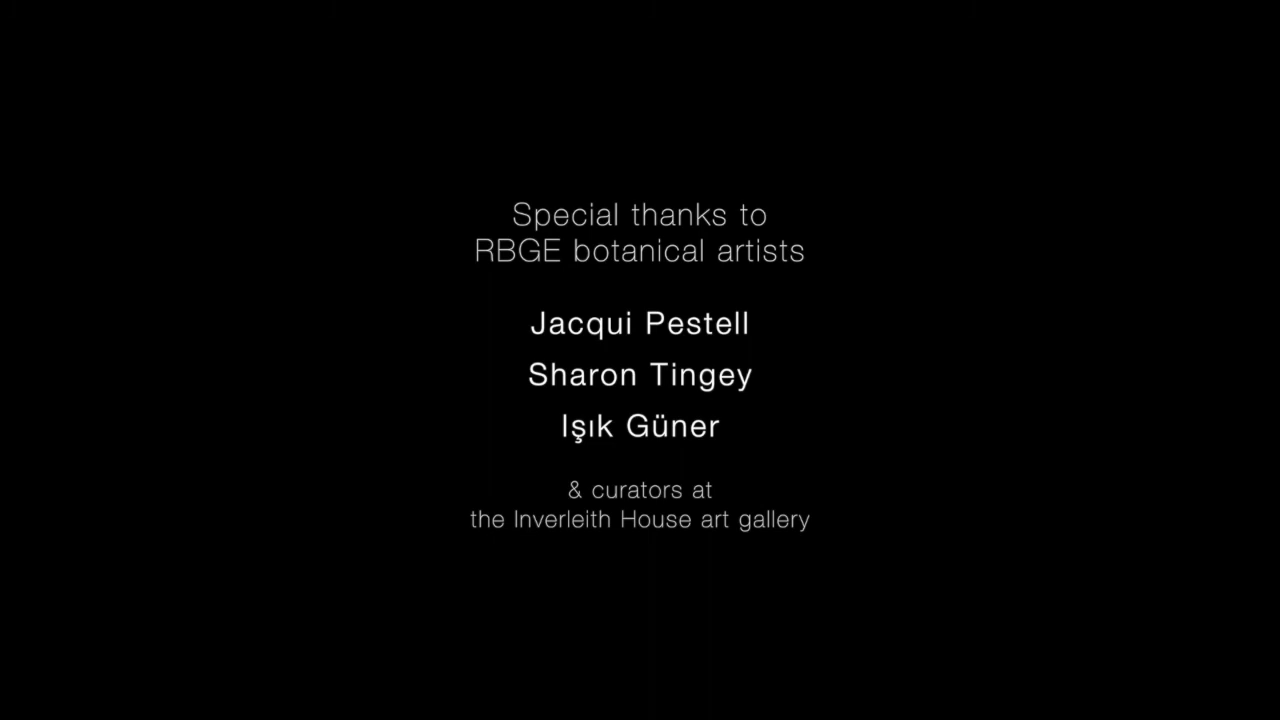 Special thanks to
RBGE botanical artists
Jacqui Pestell
Sharon Tingey
Işık Güner
& curators at
the Inverleith House art gallery